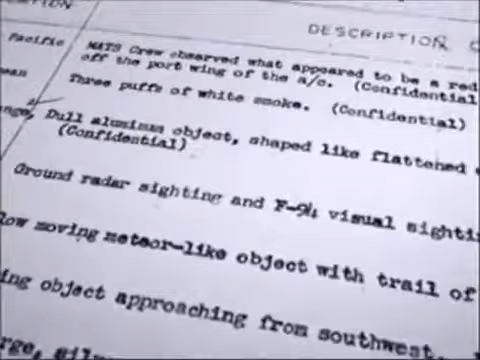 DESCRIPTION
Pacific MATS Crew observed what appeared to be a red
off the port wing of the a/c. (Confidential
Three puffs of white smoke. (Confidential)
Dull aluminum object, shaped like flattened
(Confidential)
Ground radar sighting and F-94 visual
moving meteor-like object with trail of
object approaching from southwest.